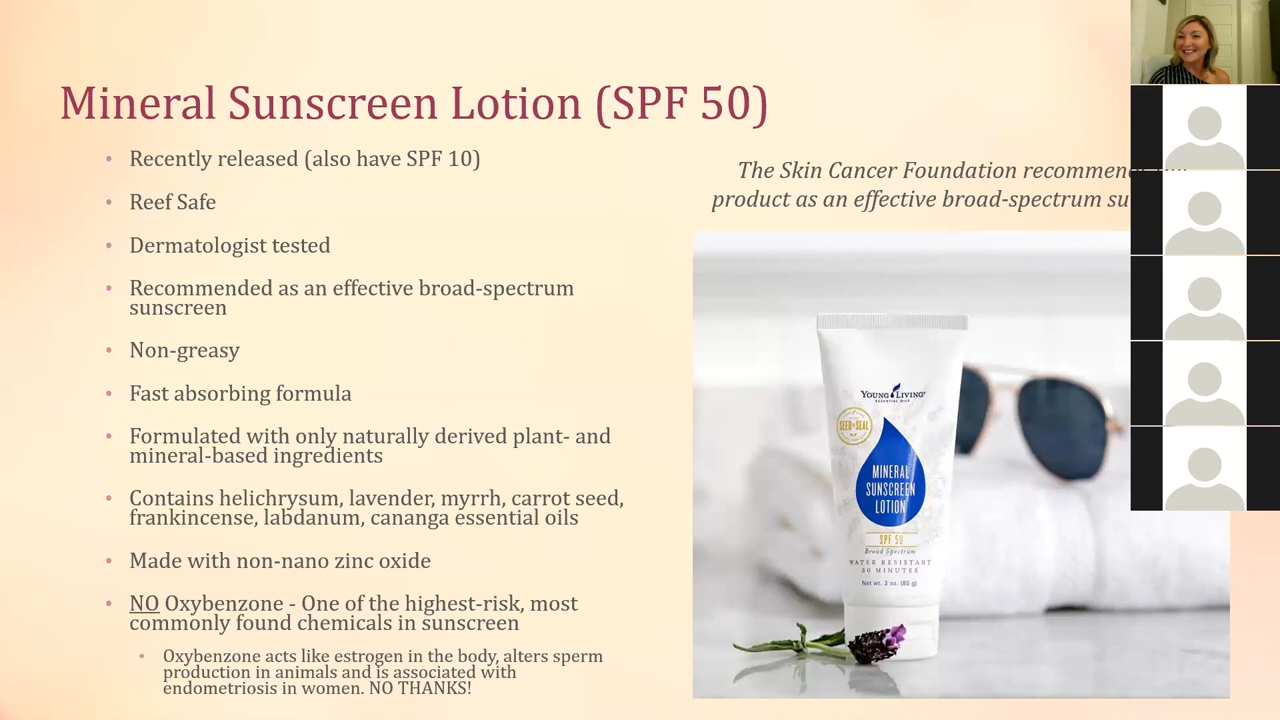 Mineral Sunscreen Lotion (SPF 50)
• Recently released (also have SPF 10)
• Reef Safe
• Dermatologist tested
• Recommended as an effective broad-spectrum
sunscreen
• Non-greasy
• Fast absorbing formula
• Formulated with only naturally derived plant- and
mineral-based ingredients
• Contains helichrysum, lavender, myrrh, carrot seed,
frankincense, labdanum, cananga essential oils
• Made with non-nano zinc oxide
• NO Oxybenzone - One of the highest-risk, most
commonly found chemicals in sunscreen
• Oxybenzone acts like estrogen in the body, alters sperm
production in animals and is associated with
endometriosis in women. NO THANKS!
The Skin Cancer Foundation
product as an effective broad-spectrum
YOUNG LIVING
ESSENTIAL OILS
SEED TO SEAL
MINERAL
SUNSCREEN
LOTION
SPF 50
Broad Spectrum
WATER RESISTANT
80 MINUTES
Net wt. 3 oz. (85 g)